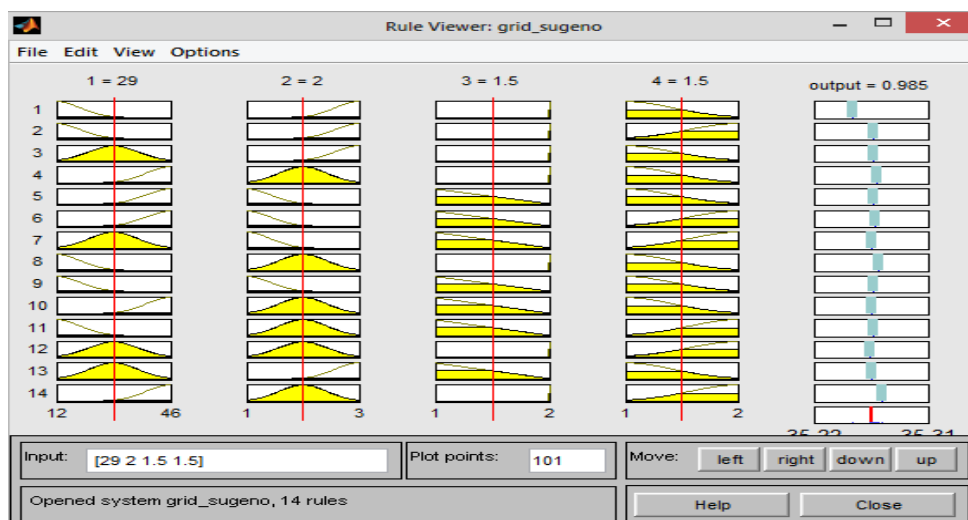 Rule Viewer: grid_sugeno
File Edit View Options
1 = 29 2 = 2 3 = 1.5 4 = 1.5 output = 0.985
1
2
3
4
5
6
7
8
9
10
11
12
13
14
12 46 1 3 1 2 1 2
Input: [29 2 1.5 1.5] Plot points: 101 Move: left right down up
Opened system grid_sugeno, 14 rules Help Close